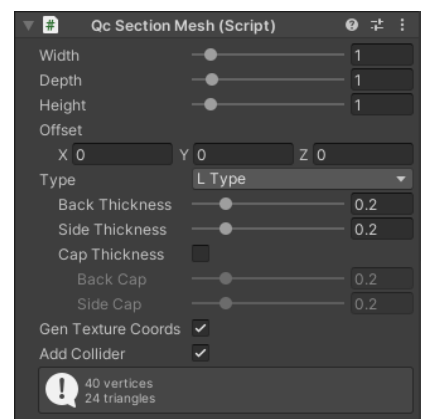 # Qc Section Mesh (Script)
Width 1
Depth 1
Height 1
Offset
X 0 Y 0 Z 0
Type L Type
Back Thickness 0.2
Side Thickness 0.2
Cap Thickness
Back Cap 0.2
Side Cap 0.2
Gen Texture Coords
Add Collider
40 vertices
24 triangles